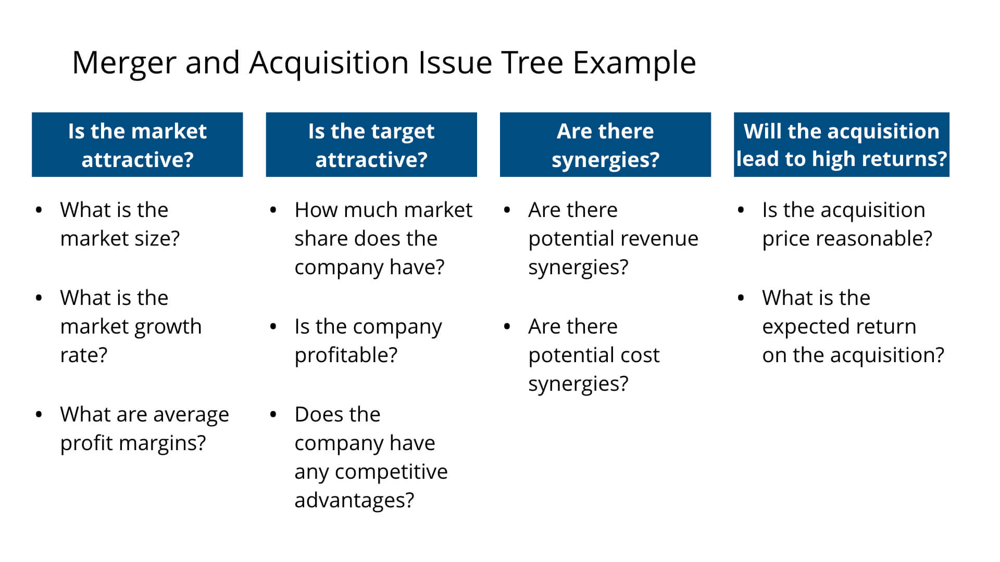 Merger and Acquisition Issue Tree Example
Is the market
attractive?
• What is the
market size?
• What is the
market growth
rate?
• What are average
profit margins?
Is the target
attractive?
• How much market
share does the
company have?
• Is the company
profitable?
• Does the
company have
any competitive
advantages?
Are there
synergies?
• Are there
potential revenue
synergies?
• Are there
potential cost
synergies?
Will the acquisition
lead to high returns?
• Is the acquisition
price reasonable?
• What is the
expected return
on the acquisition?